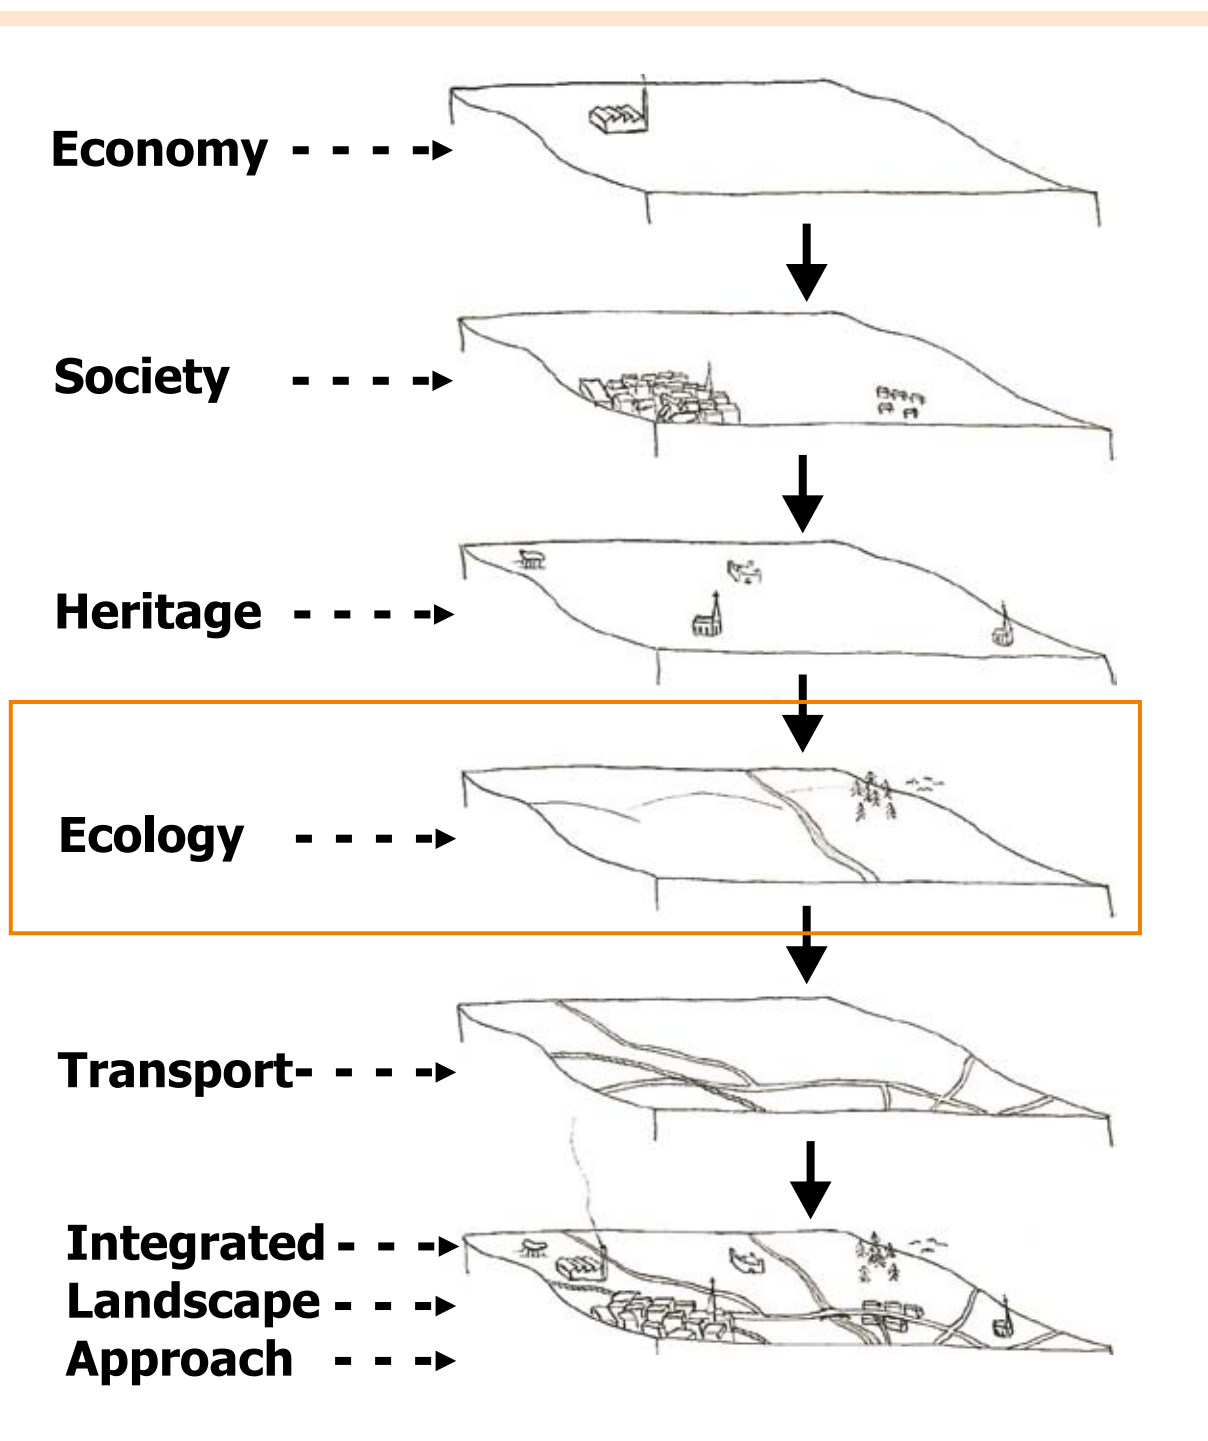 Economy
Society
Heritage
Ecology
Transport
Integrated
Landscape
Approach